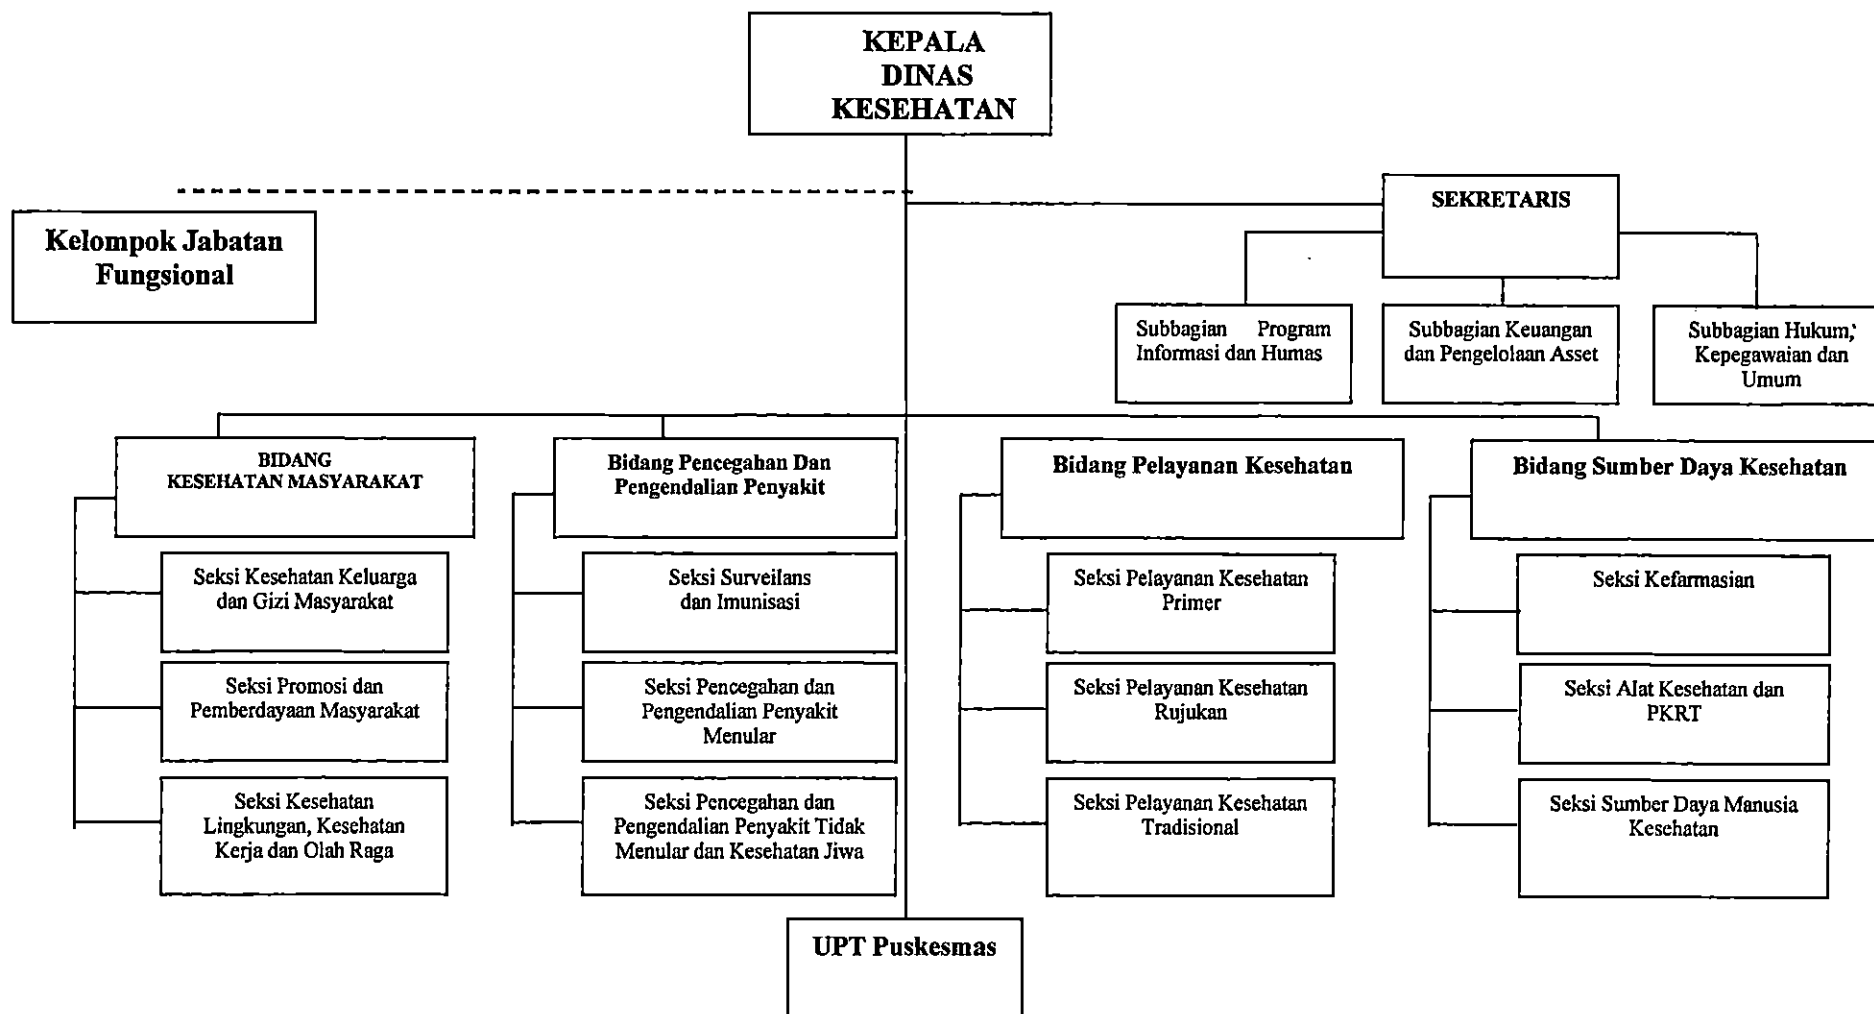 KEPALA
DINAS
KESEHATAN
SEKRETARIS
Kelompok Jabatan
Fungsional
Subbagian Program
Informasi dan Humas
Subbagian Keuangan
dan Pengelolaan Asset
Subbagian Hukum,
Kepegawaian dan
Umum
BIDANG
KESEHATAN MASYARAKAT
Bidang Pencegahan Dan
Pengendalian Penyakit
Bidang Pelayanan Kesehatan
Bidang Sumber Daya Kesehatan
Seksi Kesehatan Keluarga
dan Gizi Masyarakat
Seksi Surveilans
dan Imunisasi
Seksi Pelayanan Kesehatan
Primer
Seksi Kefarmasian
Seksi Promosi dan
Pemberdayaan Masyarakat
Seksi Pencegahan dan
Pengendalian Penyakit
Menular
Seksi Pelayanan Kesehatan
Rujukan
Seksi Alat Kesehatan dan
PKRT
Seksi Kesehatan
Lingkungan, Kesehatan
Kerja dan Olah Raga
Seksi Pencegahan dan
Pengendalian Penyakit Tidak
Menular dan Kesehatan Jiwa
Seksi Pelayanan Kesehatan
Tradisional
Seksi Sumber Daya Manusia
Kesehatan
UPT Puskesmas